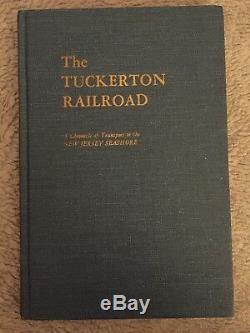 The
TUCKERTON
RAILROAD
A Chronicle of Transport to the
NEW JERSEY SEASHORE